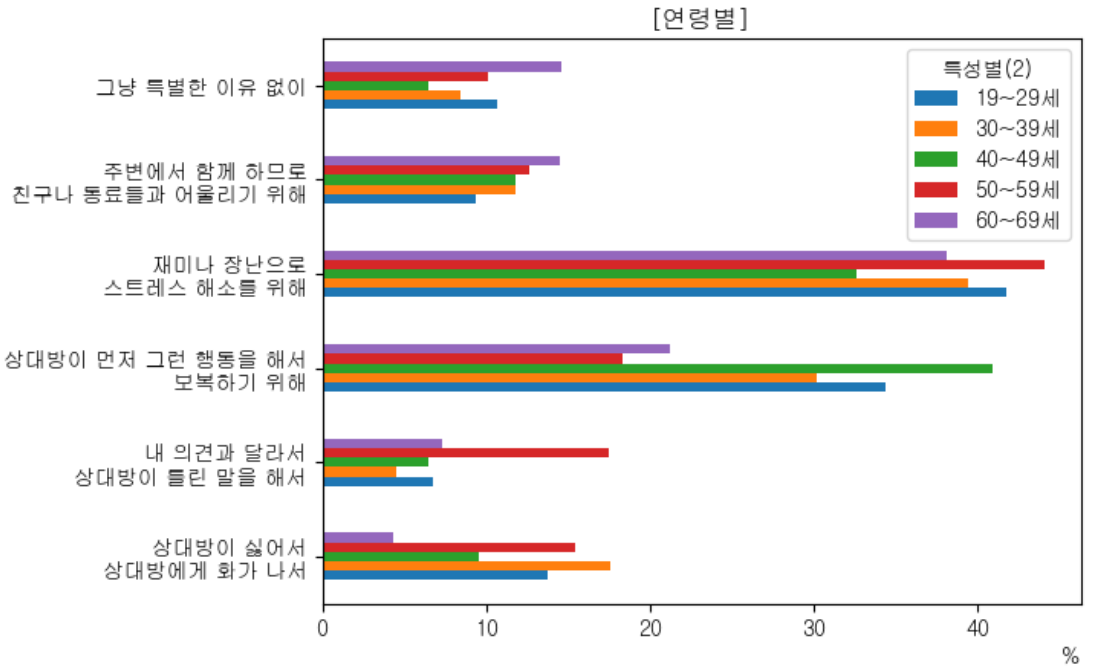 [연령별]
그냥 특별한 이유 없이
주변에서 함께 하므로
친구나 동료들과 어울리기 위해
재미나 장난으로
스트레스 해소를 위해
상대방이 먼저 그런 행동을 해서
보복하기 위해
내 의견과 달라서
상대방이 틀린 말을 해서
상대방이 싫어서
상대방에게 화가 나서
특성별(2)
19~29세
30~39세
40~49세
50~59세
60~69세
0 10 20 30 40
%